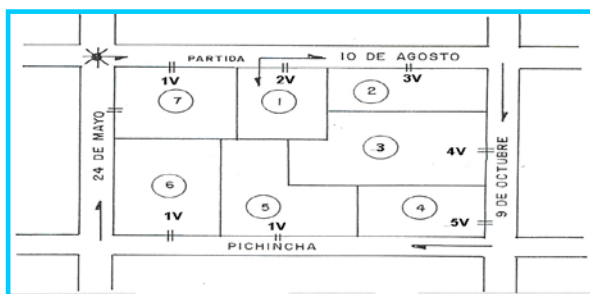 PARTIDA
10 DE AGOSTO
1V
2V
3V
7
1
2
24 DE MAYO
3
4V
9 DE OCTUBRE
6
1V
5
1V
4
5V
PICHINCHA